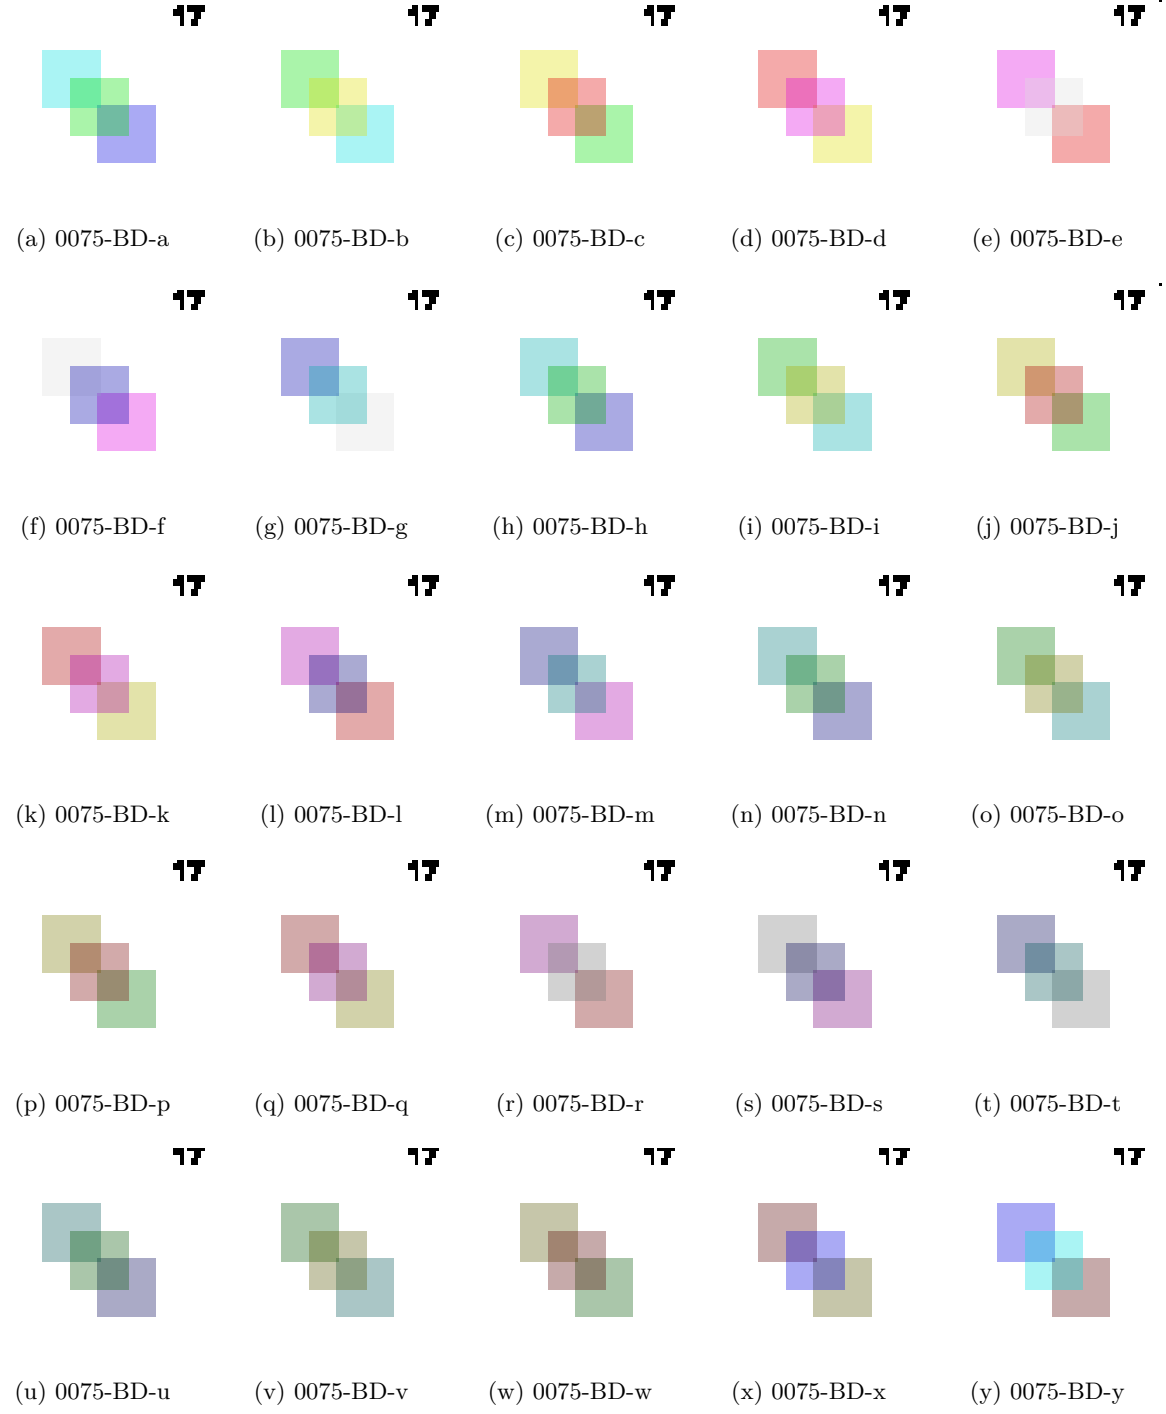 17 17 17 17 17
(a) 0075-BD-a (b) 0075-BD-b (c) 0075-BD-c (d) 0075-BD-d (e) 0075-BD-e
17 17 17 17 17
(f) 0075-BD-f (g) 0075-BD-g (h) 0075-BD-h (i) 0075-BD-i (j) 0075-BD-j
17 17 17 17 17
(k) 0075-BD-k (l) 0075-BD-l (m) 0075-BD-m (n) 0075-BD-n (o) 0075-BD-o
17 17 17 17 17
(p) 0075-BD-p (q) 0075-BD-q (r) 0075-BD-r (s) 0075-BD-s (t) 0075-BD-t
17 17 17 17 17
(u) 0075-BD-u (v) 0075-BD-v (w) 0075-BD-w (x) 0075-BD-x (y) 0075-BD-y